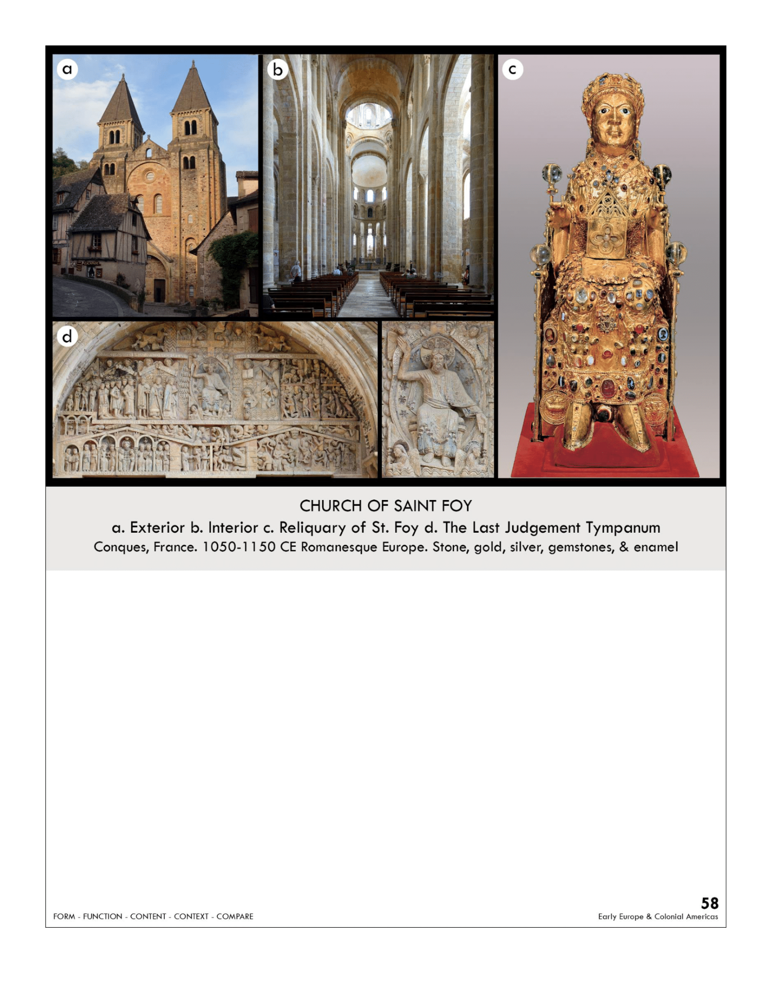 a
b
c
ESCAPADE
d
CHURCH OF SAINT FOY
a. Exterior b. Interior c. Reliquary of St. Foy d. The Last Judgement Tympanum
Conques, France. 1050-1150 CE Romanesque Europe. Stone, gold, silver, gemstones, & enamel
58
FORM - FUNCTION - CONTENT - CONTEXT - COMPARE
Early Europe & Colonial Americas